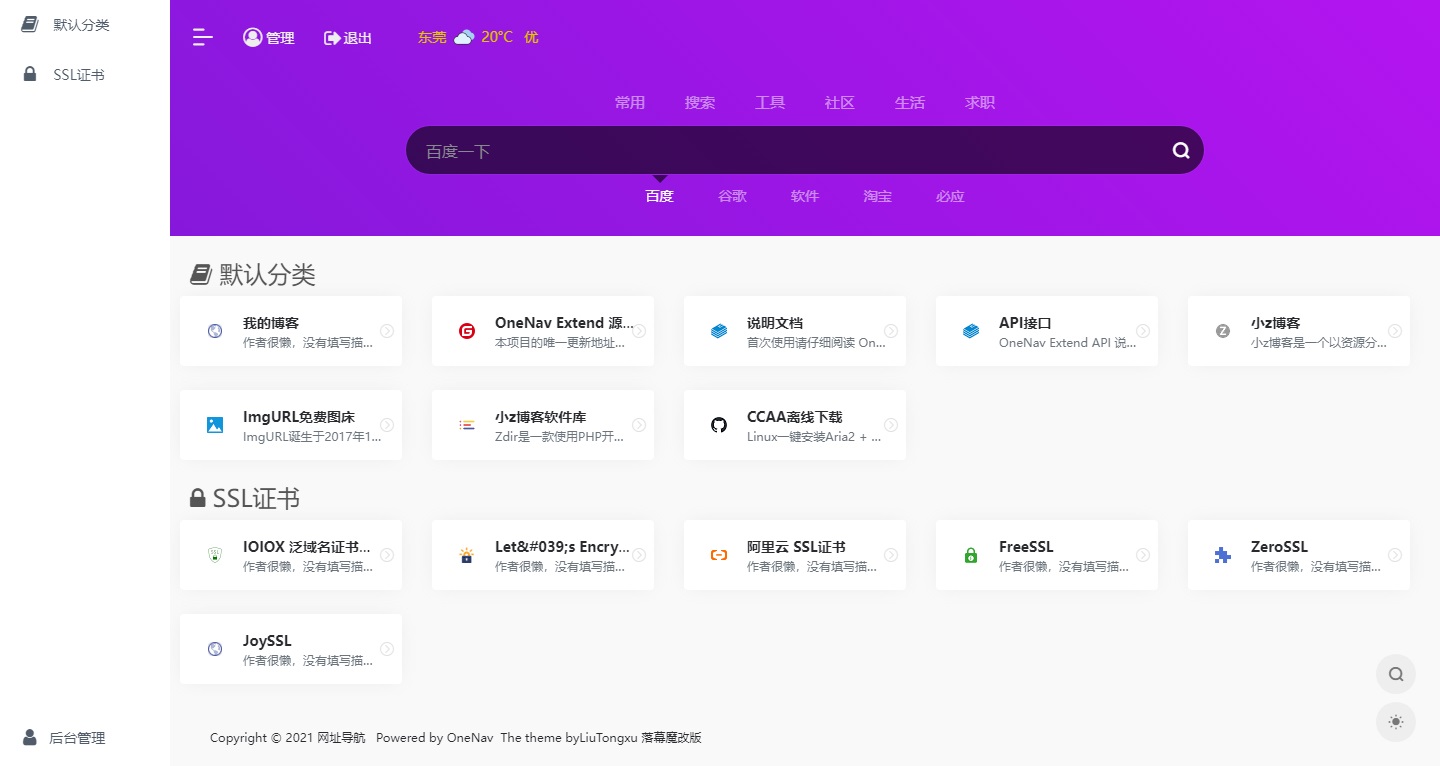 默认分类
SSL证书
管理 退出 东莞 20°C 优
常用 搜索 工具 社区 生活 求职
百度一下
百度 谷歌 软件 淘宝 必应
默认分类
我的博客
作者很懒，没有填写描...
OneNav Extend 源...
本项目的唯一更新地址...
说明文档
首次使用请仔细阅读 On...
API接口
OneNav Extend API 说...
小z博客
小z博客是一个以资源分...
ImgURL免费图床
ImgURL诞生于2017年1...
小z博客软件库
Zdir是一款使用PHP开...
CCAA离线下载
Linux一键安装Aria2 + ...
SSL证书
IOIOX 泛域名证书...
作者很懒，没有填写描...
Let&#039;s Encry...
作者很懒，没有填写描...
阿里云 SSL证书
作者很懒，没有填写描...
FreeSSL
作者很懒，没有填写描...
ZeroSSL
作者很懒，没有填写描...
JoySSL
作者很懒，没有填写描...
后台管理
Copyright © 2021 网址导航 Powered by OneNav The theme byLiuTongxu 落幕魔改版